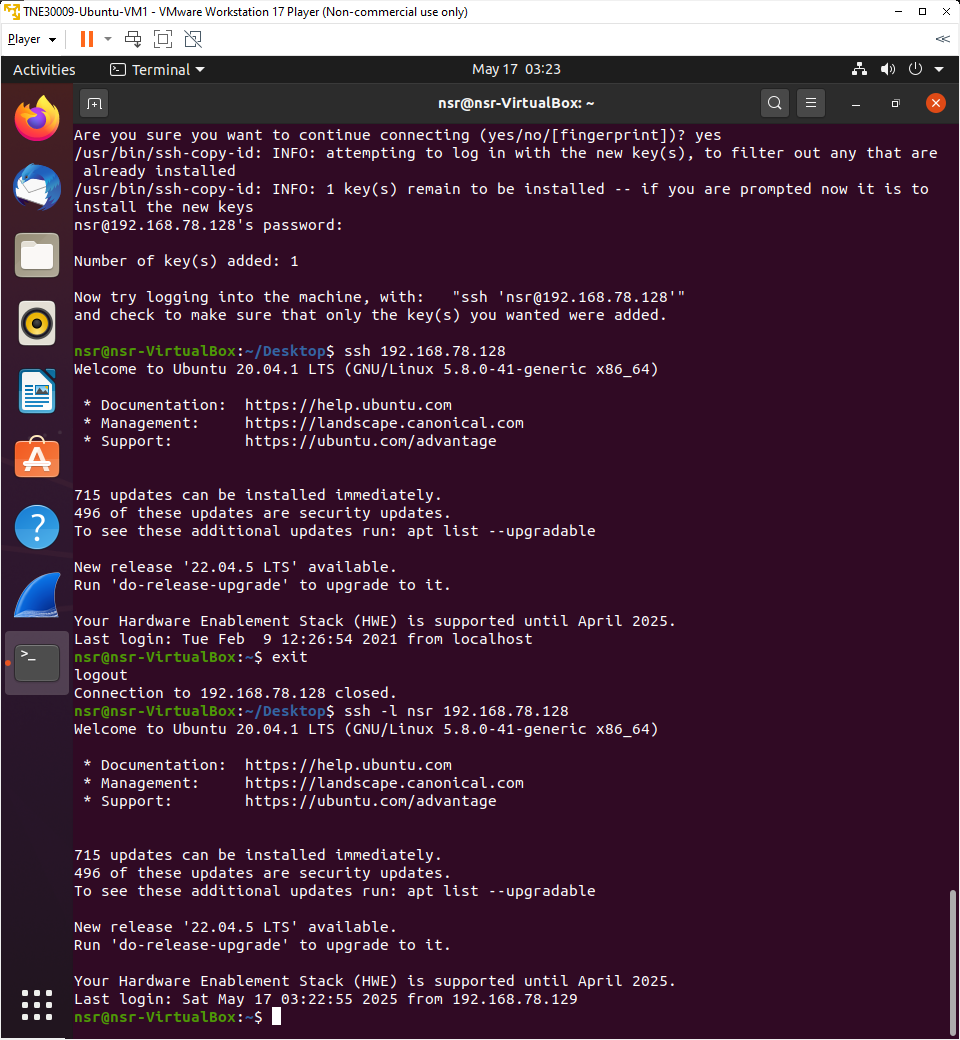 TNE30009-Ubuntu-VM1 - VMware Workstation 17 Player (Non-commercial use only)
Player
Activities
Terminal
May 17 03:23
nsr@nsr-VirtualBox: ~
Are you sure you want to continue connecting (yes/no/[fingerprint])? yes
/usr/bin/ssh-copy-id: INFO: attempting to log in with the new key(s), to filter out any that are
 already installed
/usr/bin/ssh-copy-id: INFO: 1 key(s) remain to be installed -- if you are prompted now it is to
install the new keys
nsr@192.168.78.128's password:
Number of key(s) added: 1
Now try logging into the machine, with:   "ssh 'nsr@192.168.78.128'"
and check to make sure that only the key(s) you wanted were added.
nsr@nsr-VirtualBox:~/Desktop$ ssh 192.168.78.128
Welcome to Ubuntu 20.04.1 LTS (GNU/Linux 5.8.0-41-generic x86_64)
 * Documentation:  https://help.ubuntu.com
 * Management:     https://landscape.canonical.com
 * Support:        https://ubuntu.com/advantage
715 updates can be installed immediately.
496 of these updates are security updates.
To see these additional updates run: apt list --upgradable
New release '22.04.5 LTS' available.
Run 'do-release-upgrade' to upgrade to it.
Your Hardware Enablement Stack (HWE) is supported until April 2025.
Last login: Tue Feb  9 12:26:54 2021 from localhost
nsr@nsr-VirtualBox:~$ exit
logout
Connection to 192.168.78.128 closed.
nsr@nsr-VirtualBox:~/Desktop$ ssh -l nsr 192.168.78.128
Welcome to Ubuntu 20.04.1 LTS (GNU/Linux 5.8.0-41-generic x86_64)
 * Documentation:  https://help.ubuntu.com
 * Management:     https://landscape.canonical.com
 * Support:        https://ubuntu.com/advantage
715 updates can be installed immediately.
496 of these updates are security updates.
To see these additional updates run: apt list --upgradable
New release '22.04.5 LTS' available.
Run 'do-release-upgrade' to upgrade to it.
Your Hardware Enablement Stack (HWE) is supported until April 2025.
Last login: Sat May 17 03:22:55 2025 from 192.168.78.129
nsr@nsr-VirtualBox:~$